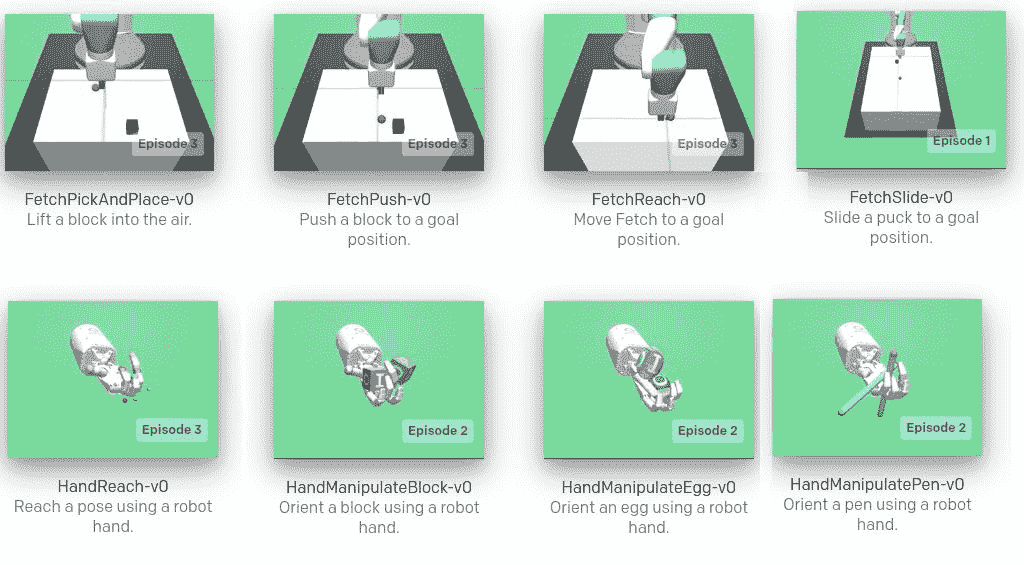 Episode 3
Episode 3
Episode 3
Episode 1
FetchPickAndPlace-v0
Lift a block into the air.
FetchPush-v0
Push a block to a goal
position.
FetchReach-v0
Move Fetch to a goal
position.
FetchSlide-v0
Slide a puck to a goal
position.
Episode 3
Episode 2
Episode 2
Episode 2
HandReach-v0
Reach a pose using a robot
hand.
HandManipulateBlock-v0
Orient a block using a robot
hand.
HandManipulateEgg-v0
Orient an egg using a robot
hand.
HandManipulatePen-v0
Orient a pen using a robot
hand.